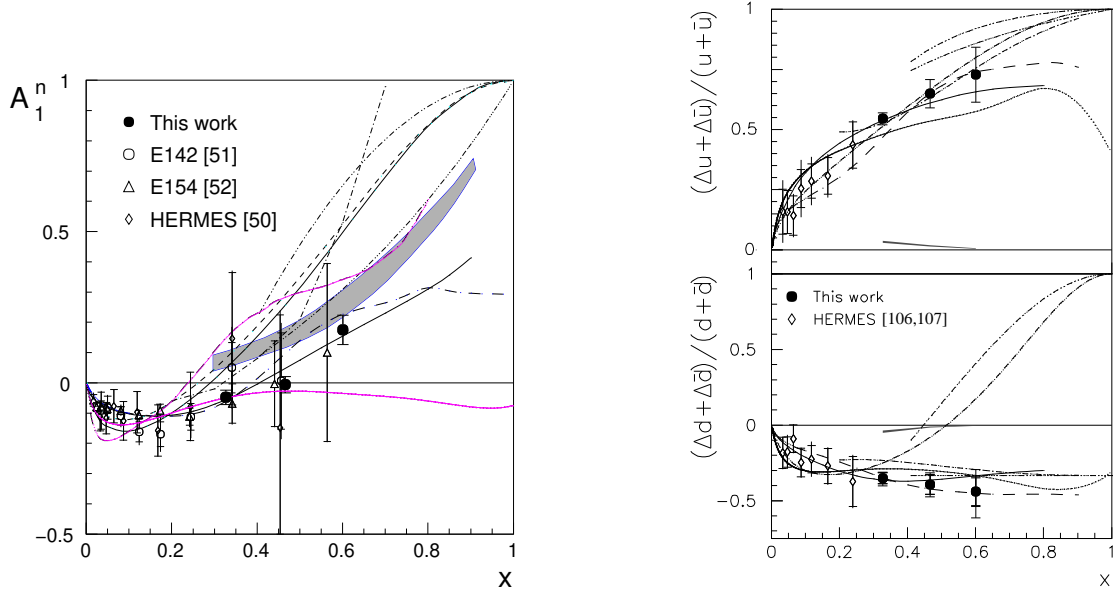 A₁ⁿ
1
0.5
0
−0.5
This work
E142 [51]
E154 [52]
HERMES [50]
0 0.2 0.4 0.6 0.8 1
x
(Δu+Δū)/(u+ū)
1
0.5
0
(Δd+Δd̄)/(d+d̄)
1
0.5
0
−0.5
This work
HERMES [106,107]
0 0.2 0.4 0.6 0.8 1
x